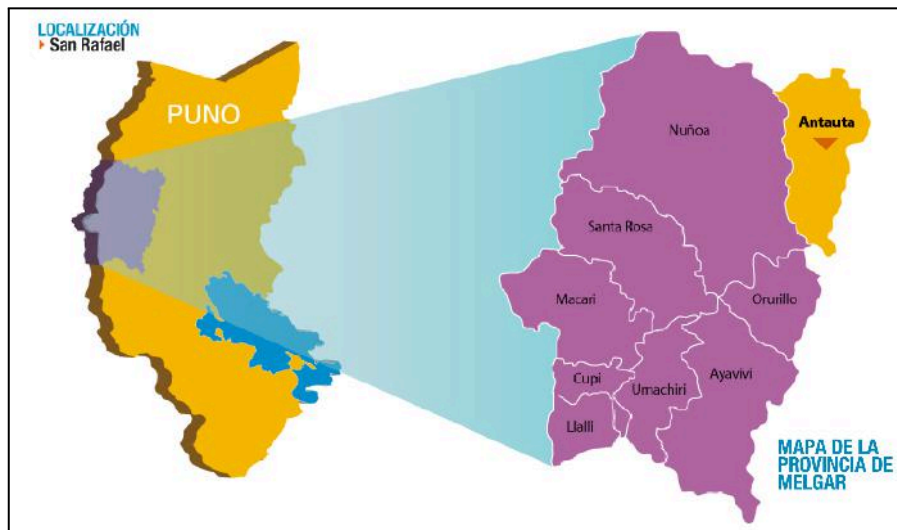 LOCALIZACIÓN
San Rafael
PUNO
Nuñoa
Antauta
Santa Rosa
Macari
Orurillo
Cupi
Umachiri
Ayavivi
Llalli
MAPA DE LA
PROVINCIA DE
MELGAR